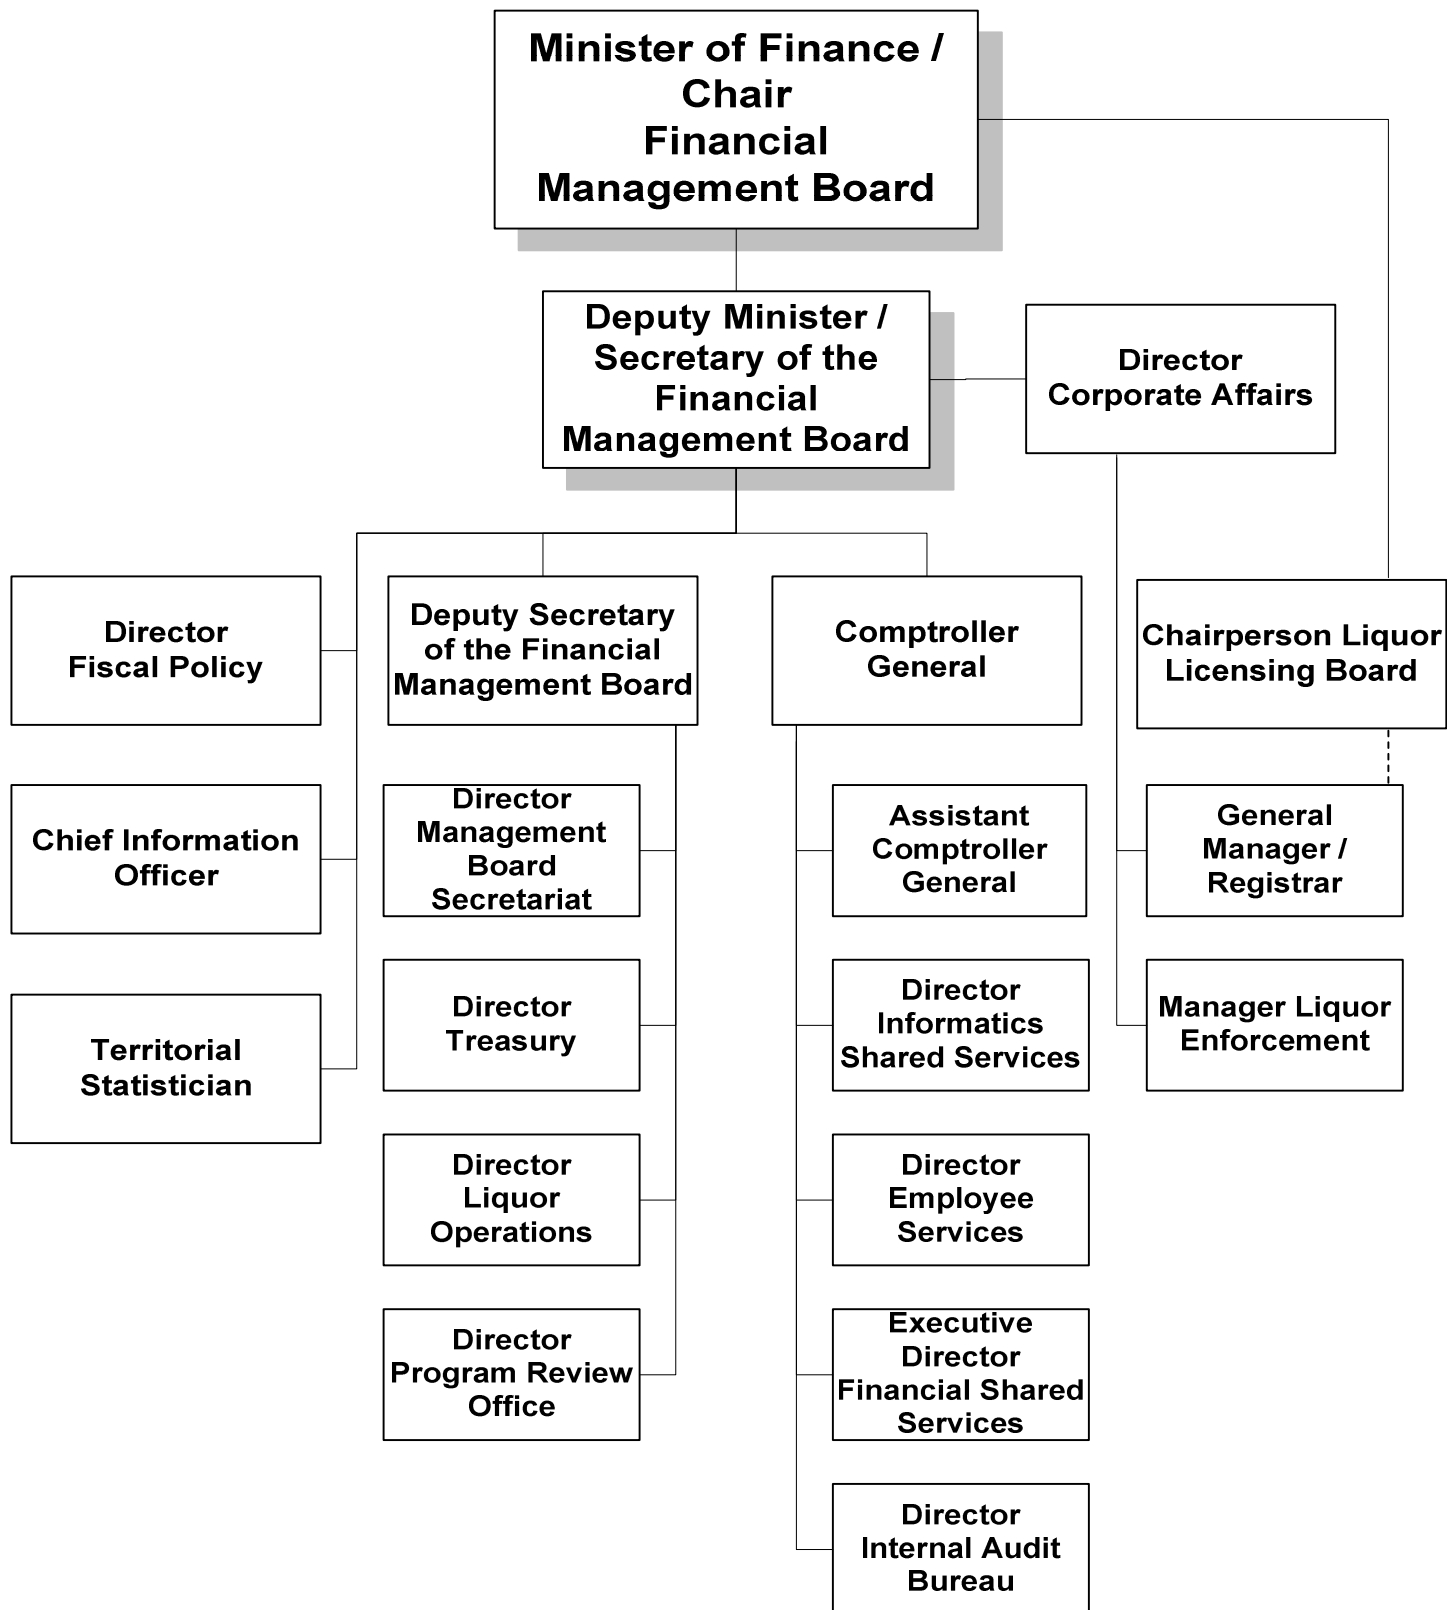 Minister of Finance /
Chair
Financial
Management Board
Deputy Minister /
Secretary of the
Financial
Management Board
Director
Corporate Affairs
Director
Fiscal Policy
Deputy Secretary
of the Financial
Management Board
Comptroller
General
Chairperson Liquor
Licensing Board
Chief Information
Officer
Director
Management
Board
Secretariat
Assistant
Comptroller
General
General
Manager /
Registrar
Territorial
Statistician
Director
Treasury
Director
Informatics
Shared Services
Manager Liquor
Enforcement
Director
Liquor
Operations
Director
Employee
Services
Director
Program Review
Office
Executive
Director
Financial Shared
Services
Director
Internal Audit
Bureau